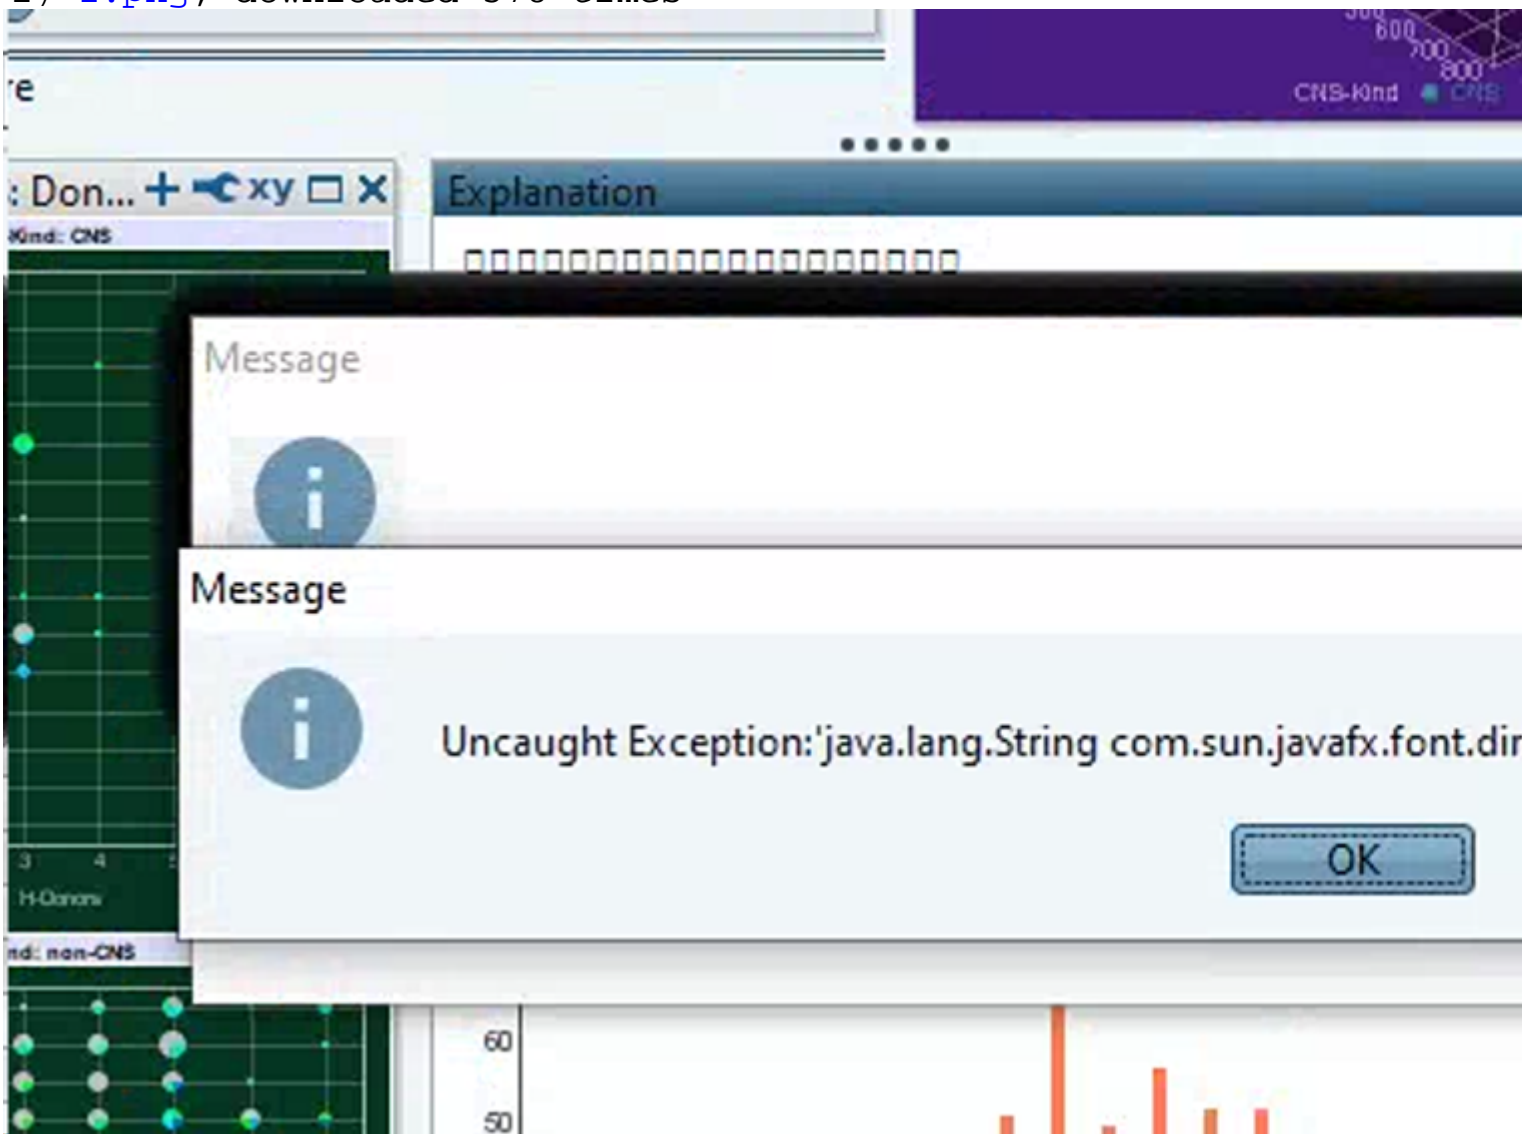 600
700
800
re
CNS-Kind CNS
: Don... xy
Explanation
Kind: CNS
□□□□□□□□□□□□□□□□□□□
Message
Message
Uncaught Exception:'java.lang.String com.sun.javafx.font.dir
OK
3 4
H-Donors
nd: non-CNS
60
50